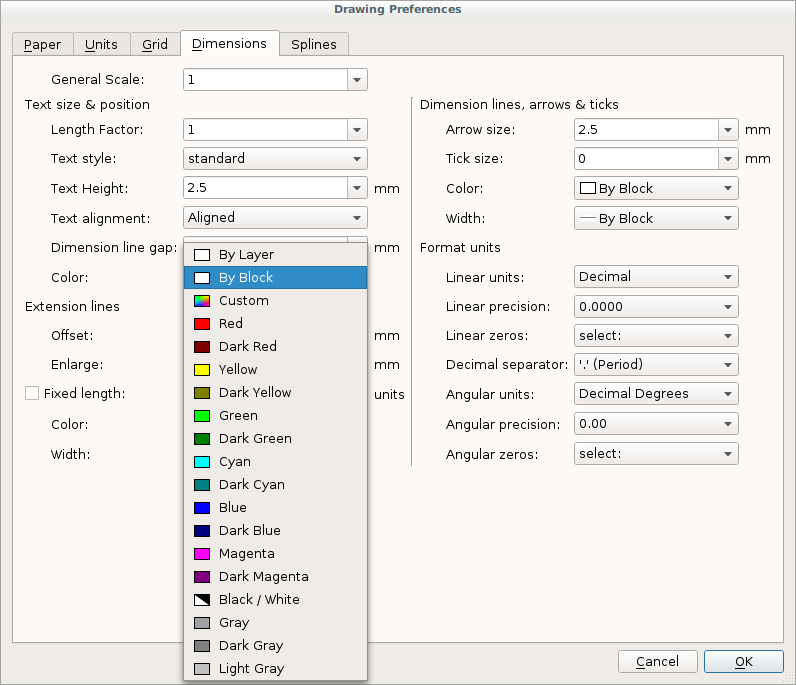 Drawing Preferences
Paper Units Grid Dimensions Splines
General Scale: 1
Text size & position
Length Factor: 1
Text style: standard
Text Height: 2.5 mm
Text alignment: Aligned
Dimension line gap: mm
Color:
Extension lines
Offset: mm
Enlarge: mm
Fixed length: units
Color:
Width:
By Layer
By Block
Custom
Red
Dark Red
Yellow
Dark Yellow
Green
Dark Green
Cyan
Dark Cyan
Blue
Dark Blue
Magenta
Dark Magenta
Black / White
Gray
Dark Gray
Light Gray
Dimension lines, arrows & ticks
Arrow size: 2.5 mm
Tick size: 0 mm
Color: By Block
Width: By Block
Format units
Linear units: Decimal
Linear precision: 0.0000
Linear zeros: select:
Decimal separator: '.' (Period)
Angular units: Decimal Degrees
Angular precision: 0.00
Angular zeros: select:
Cancel OK